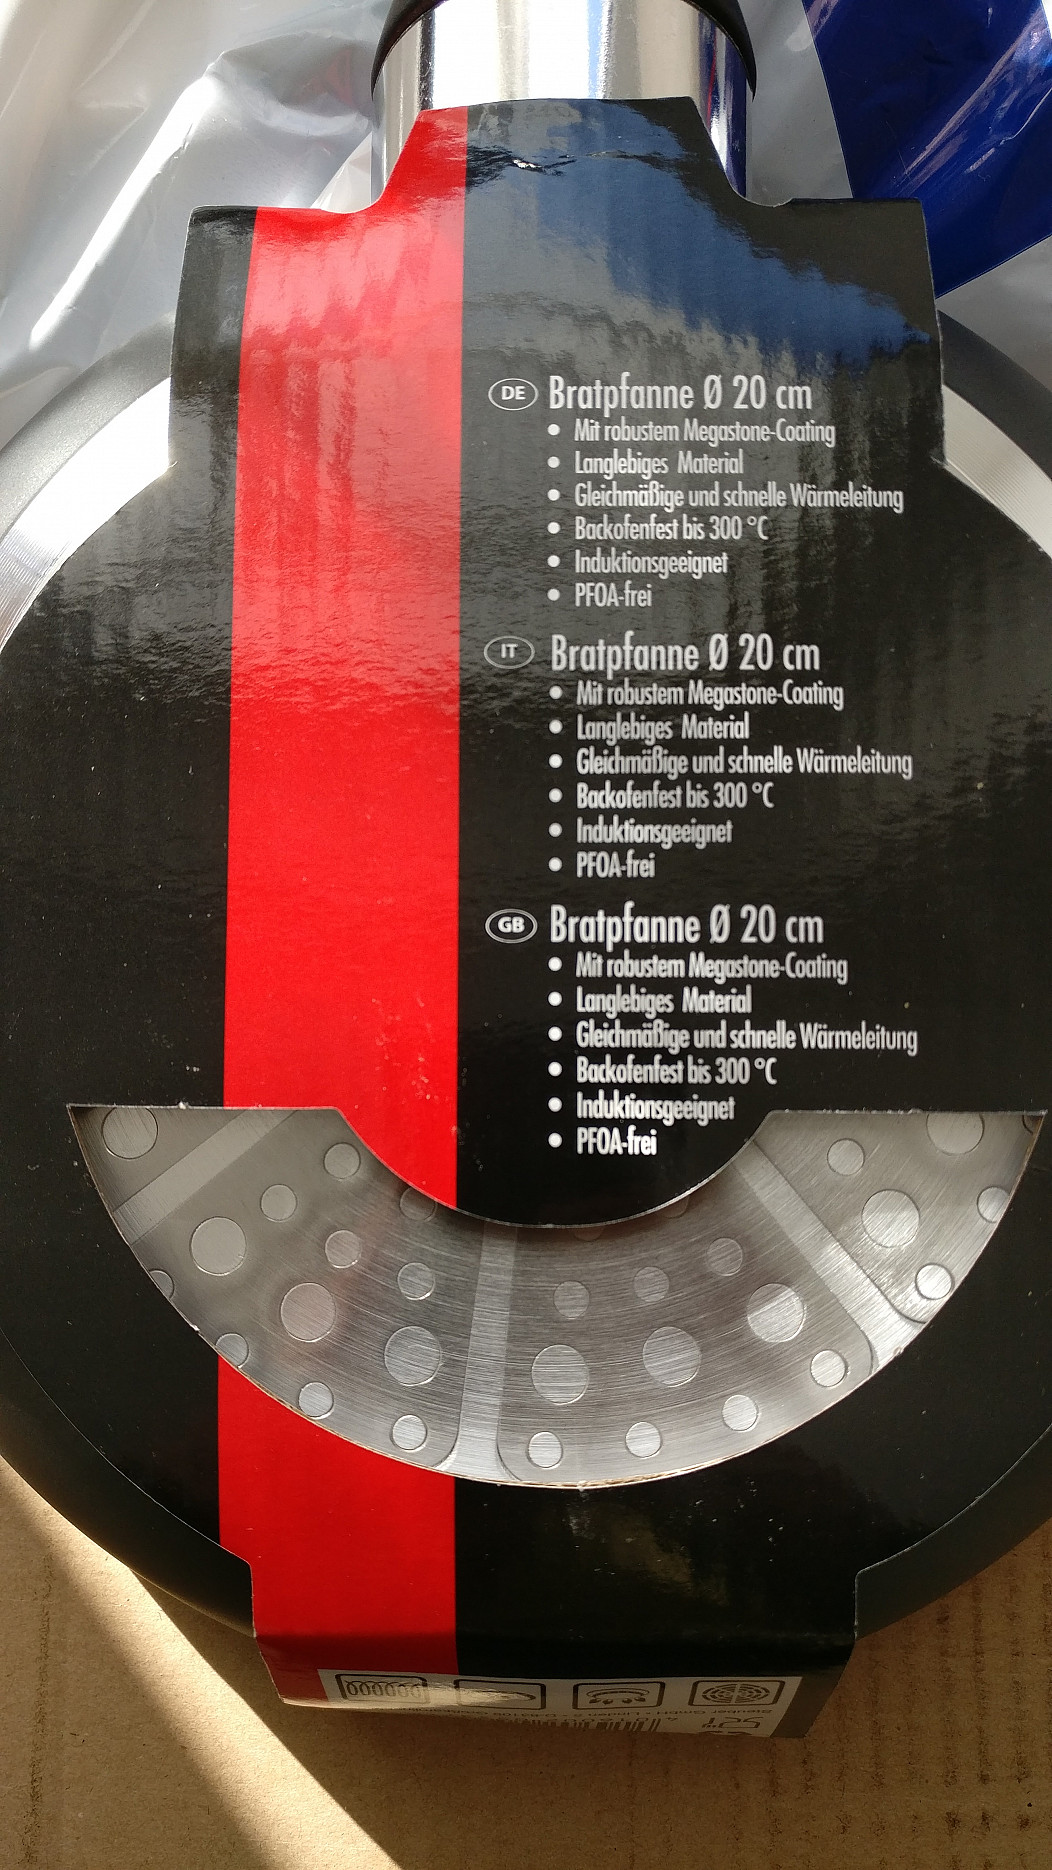 DE Bratpfanne Ø 20 cm
• Mit robustem Megastone-Coating
• Langlebiges Material
• Gleichmäßige und schnelle Wärmeleitung
• Backofenfest bis 300 °C
• Induktionsgeeignet
• PFOA-frei
IT Bratpfanne Ø 20 cm
• Mit robustem Megastone-Coating
• Langlebiges Material
• Gleichmäßige und schnelle Wärmeleitung
• Backofenfest bis 300 °C
• Induktionsgeeignet
• PFOA-frei
GB Bratpfanne Ø 20 cm
• Mit robustem Megastone-Coating
• Langlebiges Material
• Gleichmäßige und schnelle Wärmeleitung
• Backofenfest bis 300 °C
• Induktionsgeeignet
• PFOA-frei
Steuber GmbH